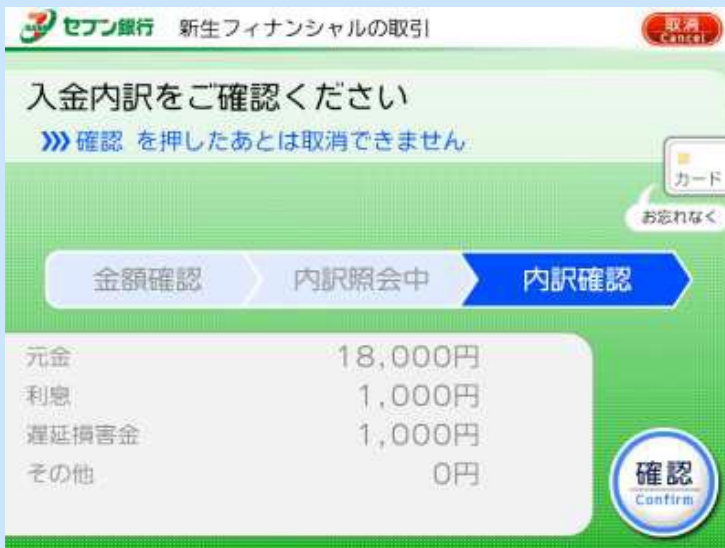 セブン銀行 新生フィナンシャルの取引
取消
Cancel
入金内訳をご確認ください
確認 を押したあとは取消できません
カード
お忘れなく
金額確認 内訳照会中 内訳確認
元金 18,000円
利息 1,000円
遅延損害金 1,000円
その他 0円
確認
Confirm